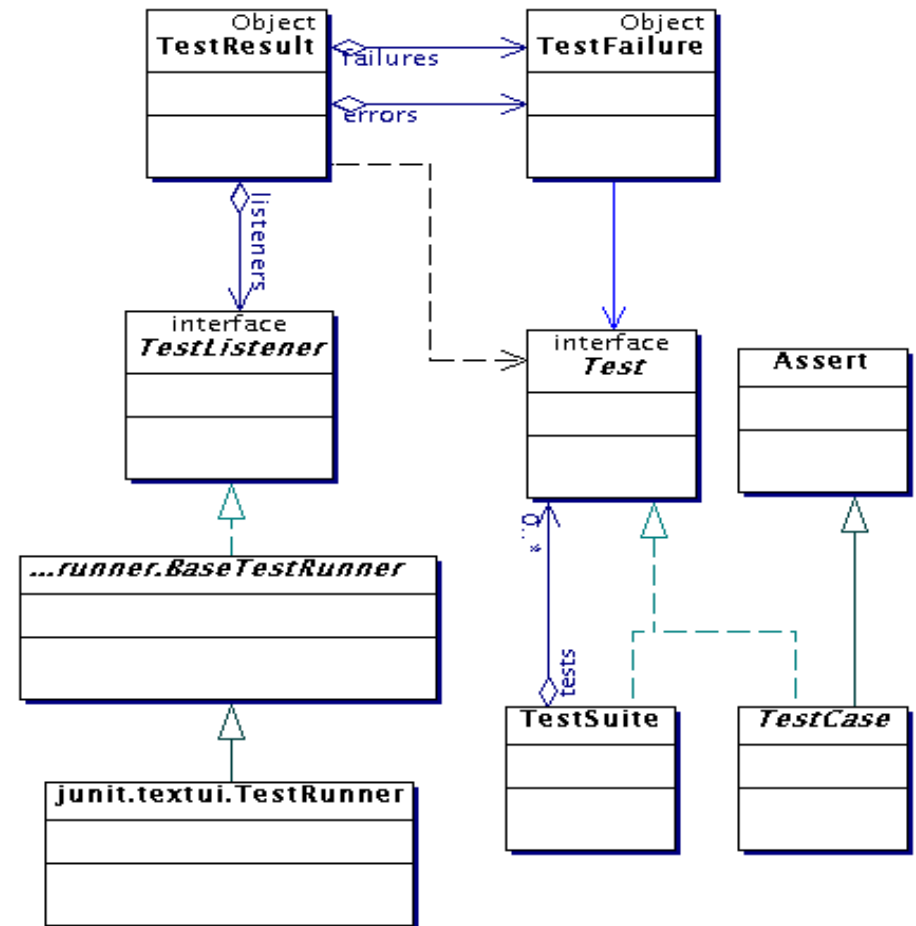 Object
TestResult
Object
TestFailure
failures
errors
listeners
interface
TestListener
interface
Test
Assert
0..*
...runner.BaseTestRunner
tests
TestSuite
TestCase
junit.textui.TestRunner